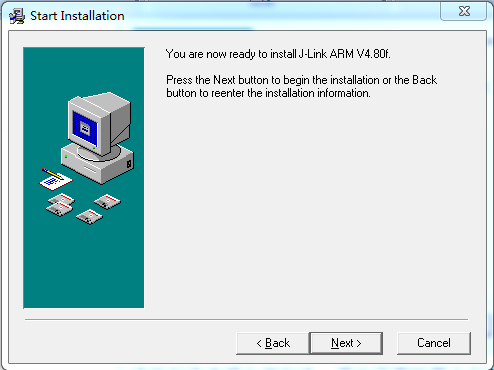 Start Installation
You are now ready to install J-Link ARM V4.80f.
Press the Next button to begin the installation or the Back
button to reenter the installation information.
< Back
Next >
Cancel